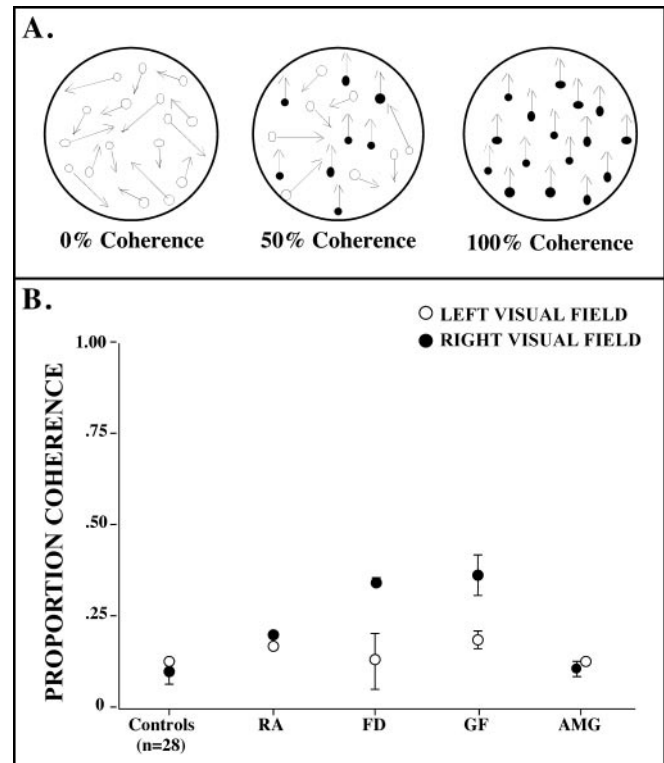 A.
0% Coherence 50% Coherence 100% Coherence
B.
LEFT VISUAL FIELD
RIGHT VISUAL FIELD
PROPORTION COHERENCE
1.00
.75
.50
.25
0
Controls RA FD GF AMG
(n=28)